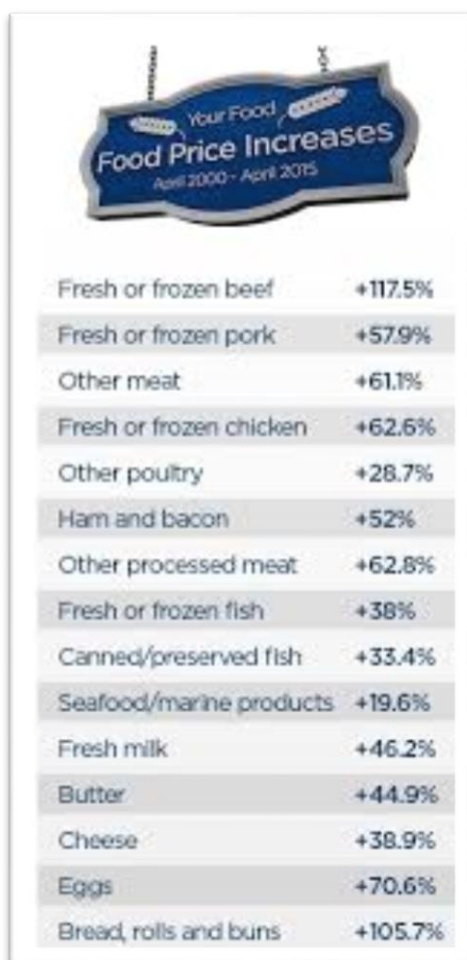 Your Food
Food Price Increases
April 2000 - April 2015
Fresh or frozen beef +117.5%
Fresh or frozen pork +57.9%
Other meat +61.1%
Fresh or frozen chicken +62.6%
Other poultry +28.7%
Ham and bacon +52%
Other processed meat +62.8%
Fresh or frozen fish +38%
Canned/preserved fish +33.4%
Seafood/marine products +19.6%
Fresh milk +46.2%
Butter +44.9%
Cheese +38.9%
Eggs +70.6%
Bread, rolls and buns +105.7%